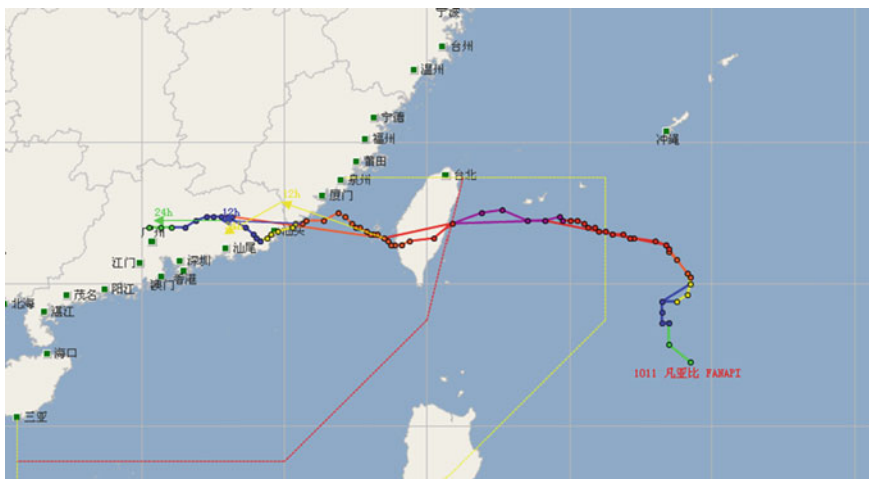 宁德
台州
温州
宁德
福州
莆田
泉州
厦门
台北
冲绳
24h
12h
12h
广州
汕头
汕尾
江门
深圳
香港
澳门
阳江
茂名
湛江
北海
海口
三亚
1011 凡亚比 FANAPI